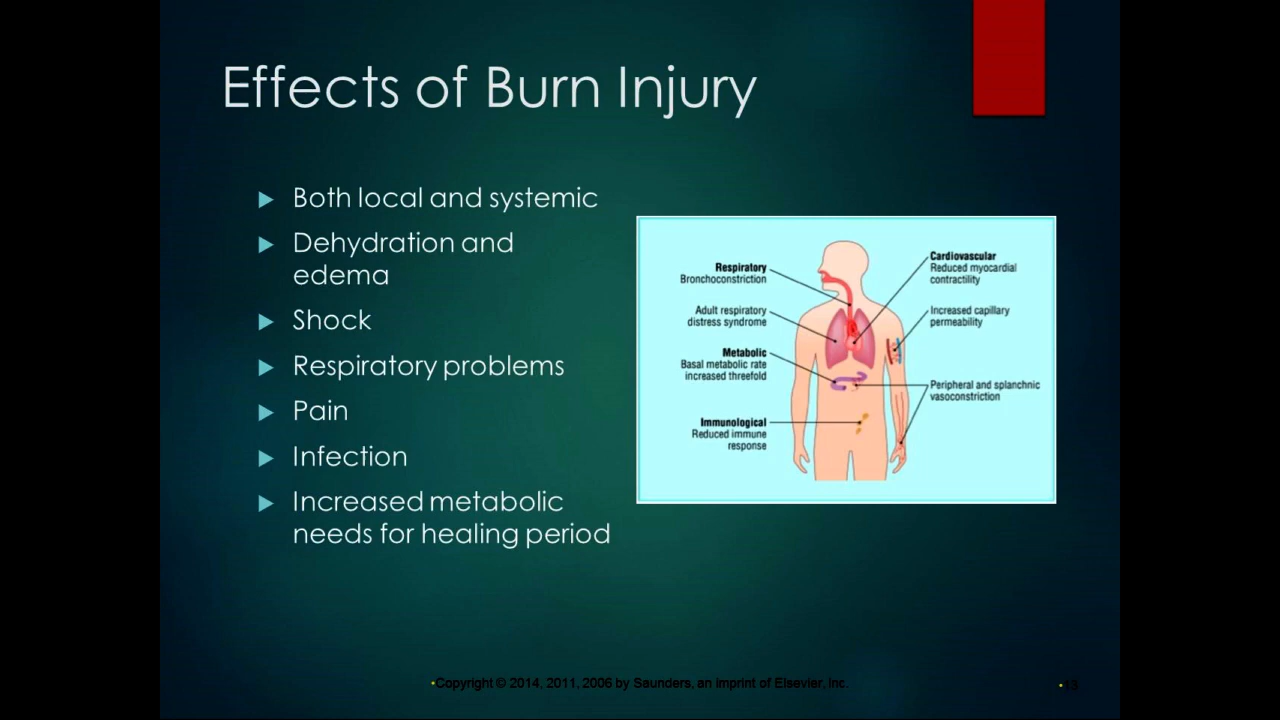 Effects of Burn Injury
Both local and systemic
Dehydration and
edema
Shock
Respiratory problems
Pain
Infection
Increased metabolic
needs for healing period
Respiratory
Bronchoconstriction
Adult respiratory
distress syndrome
Metabolic
Basal metabolic rate
increased threefold
Immunological
Reduced immune
response
Cardiovascular
Reduced myocardial
contractility
Increased capillary
permeability
Peripheral and splanchnic
vasoconstriction
•Copyright © 2014, 2011, 2006 by Saunders, an imprint of Elsevier, Inc.
•13